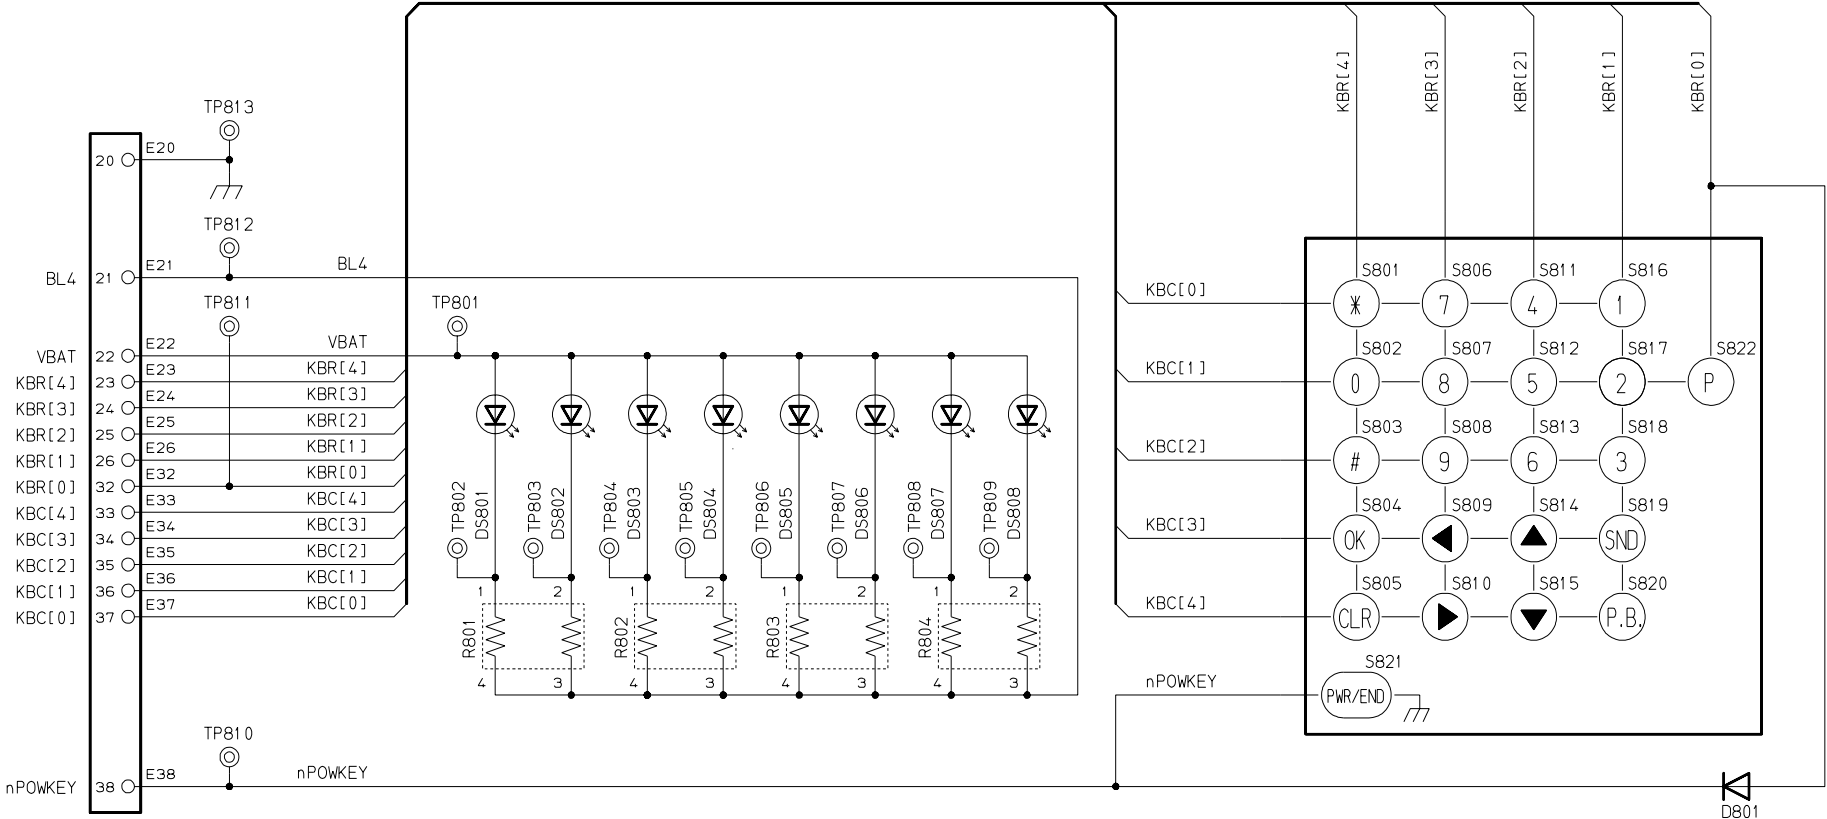 KBR[4]
KBR[3]
KBR[2]
KBR[1]
KBR[0]
TP813
20
E20
TP812
BL4
21
E21
BL4
TP811
TP801
VBAT
22
E22
VBAT
KBR[4]
23
E23
KBR[4]
KBR[3]
24
E24
KBR[3]
KBR[2]
25
E25
KBR[2]
KBR[1]
26
E26
KBR[1]
KBR[0]
32
E32
KBR[0]
KBC[4]
33
E33
KBC[4]
KBC[3]
34
E34
KBC[3]
KBC[2]
35
E35
KBC[2]
KBC[1]
36
E36
KBC[1]
KBC[0]
37
E37
KBC[0]
TP810
nPOWKEY
38
E38
nPOWKEY
TP802
DS801
TP803
DS802
TP804
DS803
TP805
DS804
TP806
DS805
TP807
DS806
TP808
DS807
TP809
DS808
1
2
1
2
1
2
1
2
R801
R802
R803
R804
4
3
4
3
4
3
4
3
KBC[0]
S801
*
S806
7
S811
4
S816
1
KBC[1]
S802
0
S807
8
S812
5
S817
2
S822
P
KBC[2]
S803
#
S808
9
S813
6
S818
3
KBC[3]
S804
OK
S809
S814
S819
SND
KBC[4]
S805
CLR
S810
S815
S820
P.B.
nPOWKEY
S821
PWR/END
D801